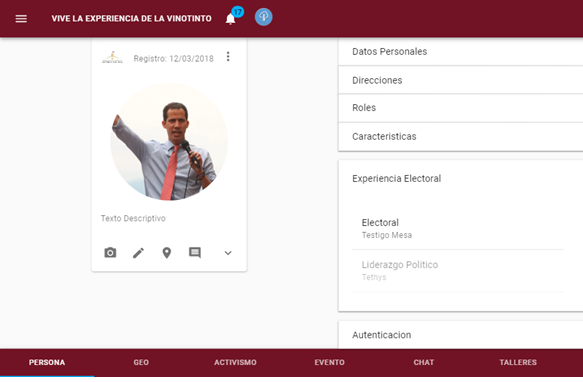 VIVE LA EXPERIENCIA DE LA VINOTINTO
17
Registro: 12/03/2018
Texto Descriptivo
Datos Personales
Direcciones
Roles
Caracteristicas
Experiencia Electoral
Electoral
Testigo Mesa
Liderazgo Politico
Tetnys
Autenticacion
PERSONA
GEO
ACTIVISMO
EVENTO
CHAT
TALLERES